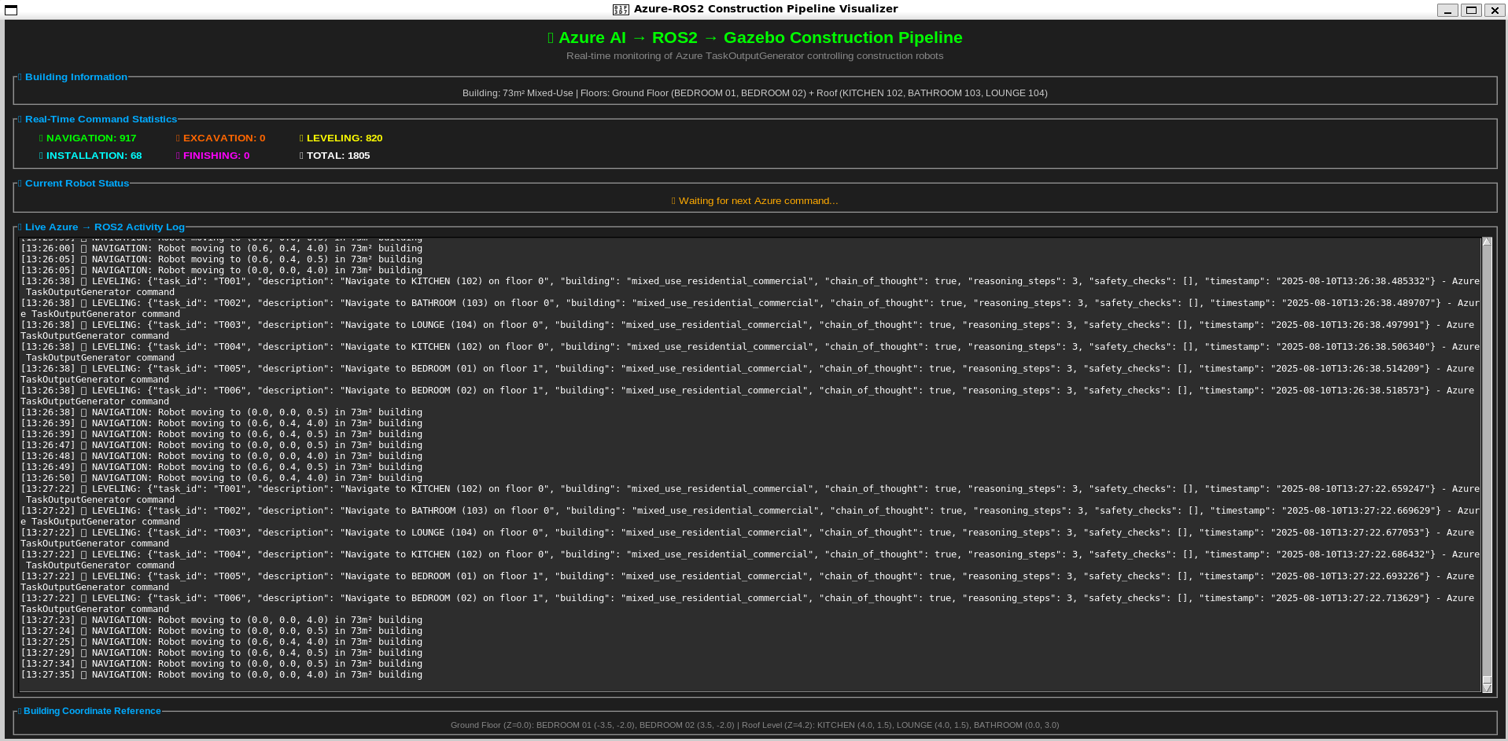 Azure-ROS2 Construction Pipeline Visualizer
Azure AI → ROS2 → Gazebo Construction Pipeline
Real-time monitoring of Azure TaskOutputGenerator controlling construction robots
Building Information
Building: 73m² Mixed-Use | Floors: Ground Floor (BEDROOM 01, BEDROOM 02) + Roof (KITCHEN 102, BATHROOM 103, LOUNGE 104)
Real-Time Command Statistics
NAVIGATION: 917 EXCAVATION: 0 LEVELING: 820
INSTALLATION: 68 FINISHING: 0 TOTAL: 1805
Current Robot Status
Waiting for next Azure command...
Live Azure → ROS2 Activity Log
[13:26:00] NAVIGATION: Robot moving to (0.6, 0.4, 4.0) in 73m² building
[13:26:05] NAVIGATION: Robot moving to (0.6, 0.4, 0.5) in 73m² building
[13:26:05] NAVIGATION: Robot moving to (0.0, 0.0, 4.0) in 73m² building
[13:26:38] LEVELING: {"task_id": "T001", "description": "Navigate to KITCHEN (102) on floor 0", "building": "mixed_use_residential_commercial", "chain_of_thought": true, "reasoning_steps": 3, "safety_checks": [], "timestamp": "2025-08-10T13:26:38.485332"} - Azure
TaskOutputGenerator command
[13:26:38] LEVELING: {"task_id": "T002", "description": "Navigate to BATHROOM (103) on floor 0", "building": "mixed_use_residential_commercial", "chain_of_thought": true, "reasoning_steps": 3, "safety_checks": [], "timestamp": "2025-08-10T13:26:38.489707"} - Azur
e TaskOutputGenerator command
[13:26:38] LEVELING: {"task_id": "T003", "description": "Navigate to LOUNGE (104) on floor 0", "building": "mixed_use_residential_commercial", "chain_of_thought": true, "reasoning_steps": 3, "safety_checks": [], "timestamp": "2025-08-10T13:26:38.497991"} - Azure
TaskOutputGenerator command
[13:26:38] LEVELING: {"task_id": "T004", "description": "Navigate to KITCHEN (102) on floor 0", "building": "mixed_use_residential_commercial", "chain_of_thought": true, "reasoning_steps": 3, "safety_checks": [], "timestamp": "2025-08-10T13:26:38.506340"} - Azure
TaskOutputGenerator command
[13:26:38] LEVELING: {"task_id": "T005", "description": "Navigate to BEDROOM (01) on floor 1", "building": "mixed_use_residential_commercial", "chain_of_thought": true, "reasoning_steps": 3, "safety_checks": [], "timestamp": "2025-08-10T13:26:38.514209"} - Azure
TaskOutputGenerator command
[13:26:38] LEVELING: {"task_id": "T006", "description": "Navigate to BEDROOM (02) on floor 1", "building": "mixed_use_residential_commercial", "chain_of_thought": true, "reasoning_steps": 3, "safety_checks": [], "timestamp": "2025-08-10T13:26:38.518573"} - Azure
TaskOutputGenerator command
[13:26:38] NAVIGATION: Robot moving to (0.0, 0.0, 0.5) in 73m² building
[13:26:39] NAVIGATION: Robot moving to (0.6, 0.4, 4.0) in 73m² building
[13:26:39] NAVIGATION: Robot moving to (0.6, 0.4, 0.5) in 73m² building
[13:26:47] NAVIGATION: Robot moving to (0.0, 0.0, 0.5) in 73m² building
[13:26:48] NAVIGATION: Robot moving to (0.0, 0.0, 4.0) in 73m² building
[13:26:49] NAVIGATION: Robot moving to (0.6, 0.4, 0.5) in 73m² building
[13:26:50] NAVIGATION: Robot moving to (0.6, 0.4, 4.0) in 73m² building
[13:27:22] LEVELING: {"task_id": "T001", "description": "Navigate to KITCHEN (102) on floor 0", "building": "mixed_use_residential_commercial", "chain_of_thought": true, "reasoning_steps": 3, "safety_checks": [], "timestamp": "2025-08-10T13:27:22.659247"} - Azure
TaskOutputGenerator command
[13:27:22] LEVELING: {"task_id": "T002", "description": "Navigate to BATHROOM (103) on floor 0", "building": "mixed_use_residential_commercial", "chain_of_thought": true, "reasoning_steps": 3, "safety_checks": [], "timestamp": "2025-08-10T13:27:22.669629"} - Azur
e TaskOutputGenerator command
[13:27:22] LEVELING: {"task_id": "T003", "description": "Navigate to LOUNGE (104) on floor 0", "building": "mixed_use_residential_commercial", "chain_of_thought": true, "reasoning_steps": 3, "safety_checks": [], "timestamp": "2025-08-10T13:27:22.677053"} - Azure
TaskOutputGenerator command
[13:27:22] LEVELING: {"task_id": "T004", "description": "Navigate to KITCHEN (102) on floor 0", "building": "mixed_use_residential_commercial", "chain_of_thought": true, "reasoning_steps": 3, "safety_checks": [], "timestamp": "2025-08-10T13:27:22.686432"} - Azure
TaskOutputGenerator command
[13:27:22] LEVELING: {"task_id": "T005", "description": "Navigate to BEDROOM (01) on floor 1", "building": "mixed_use_residential_commercial", "chain_of_thought": true, "reasoning_steps": 3, "safety_checks": [], "timestamp": "2025-08-10T13:27:22.693226"} - Azure
TaskOutputGenerator command
[13:27:22] LEVELING: {"task_id": "T006", "description": "Navigate to BEDROOM (02) on floor 1", "building": "mixed_use_residential_commercial", "chain_of_thought": true, "reasoning_steps": 3, "safety_checks": [], "timestamp": "2025-08-10T13:27:22.713629"} - Azure
TaskOutputGenerator command
[13:27:23] NAVIGATION: Robot moving to (0.0, 0.0, 4.0) in 73m² building
[13:27:24] NAVIGATION: Robot moving to (0.0, 0.0, 0.5) in 73m² building
[13:27:25] NAVIGATION: Robot moving to (0.6, 0.4, 4.0) in 73m² building
[13:27:29] NAVIGATION: Robot moving to (0.6, 0.4, 0.5) in 73m² building
[13:27:34] NAVIGATION: Robot moving to (0.0, 0.0, 0.5) in 73m² building
[13:27:35] NAVIGATION: Robot moving to (0.0, 0.0, 4.0) in 73m² building
Building Coordinate Reference
Ground Floor (Z=0.0): BEDROOM 01 (-3.5, -2.0), BEDROOM 02 (3.5, -2.0) | Roof Level (Z=4.2): KITCHEN (4.0, 1.5), LOUNGE (4.0, 1.5), BATHROOM (0.0, 3.0)